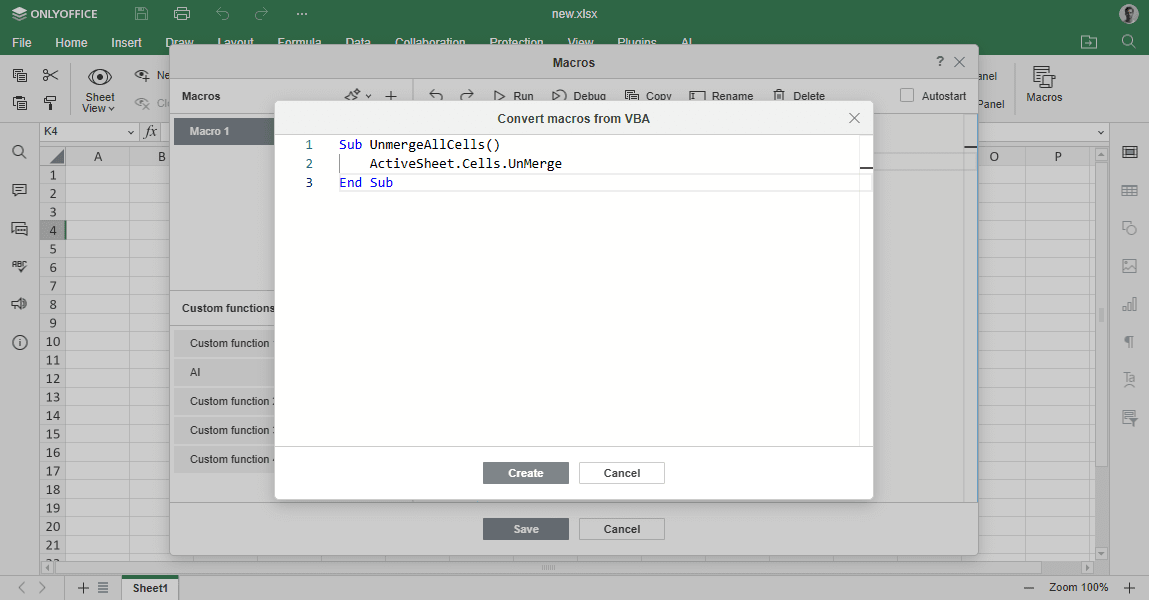 ONLYOFFICE
new.xlsx
File Home Insert Draw Layout Formula Data Collaboration Protection View Plugins AI
Macros
Sheet
View
Macros
Macros Run Debug Copy Rename Delete Autostart
Convert macros from VBA
K4 fx
Macro 1
1 Sub UnmergeAllCells()
2 ActiveSheet.Cells.UnMerge
3 End Sub
A B O P
1
2
3
4
5
6
7
8
9
10
11
12
13
14
15
16
17
18
19
20
21
Custom functions
Custom function
AI
Custom function
Custom function
Custom function
Create Cancel
Save Cancel
Sheet1
Zoom 100%